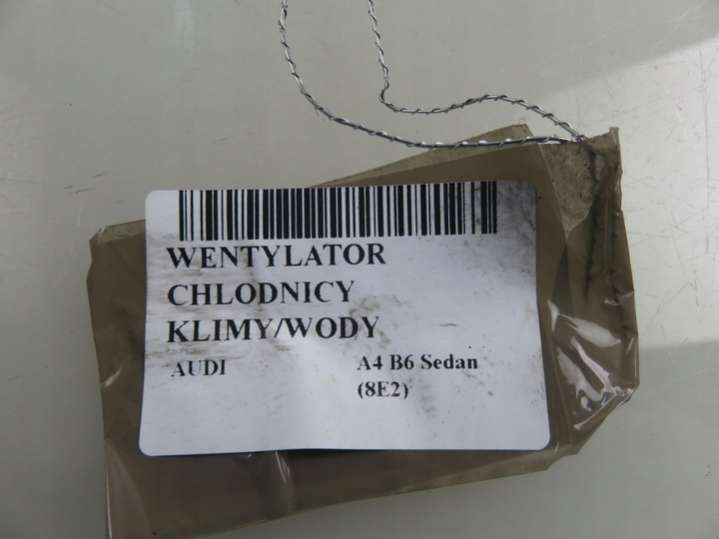 WENTYLATOR
CHLODNICY
KLIMY/WODY
AUDI A4 B6 Sedan
(8E2)